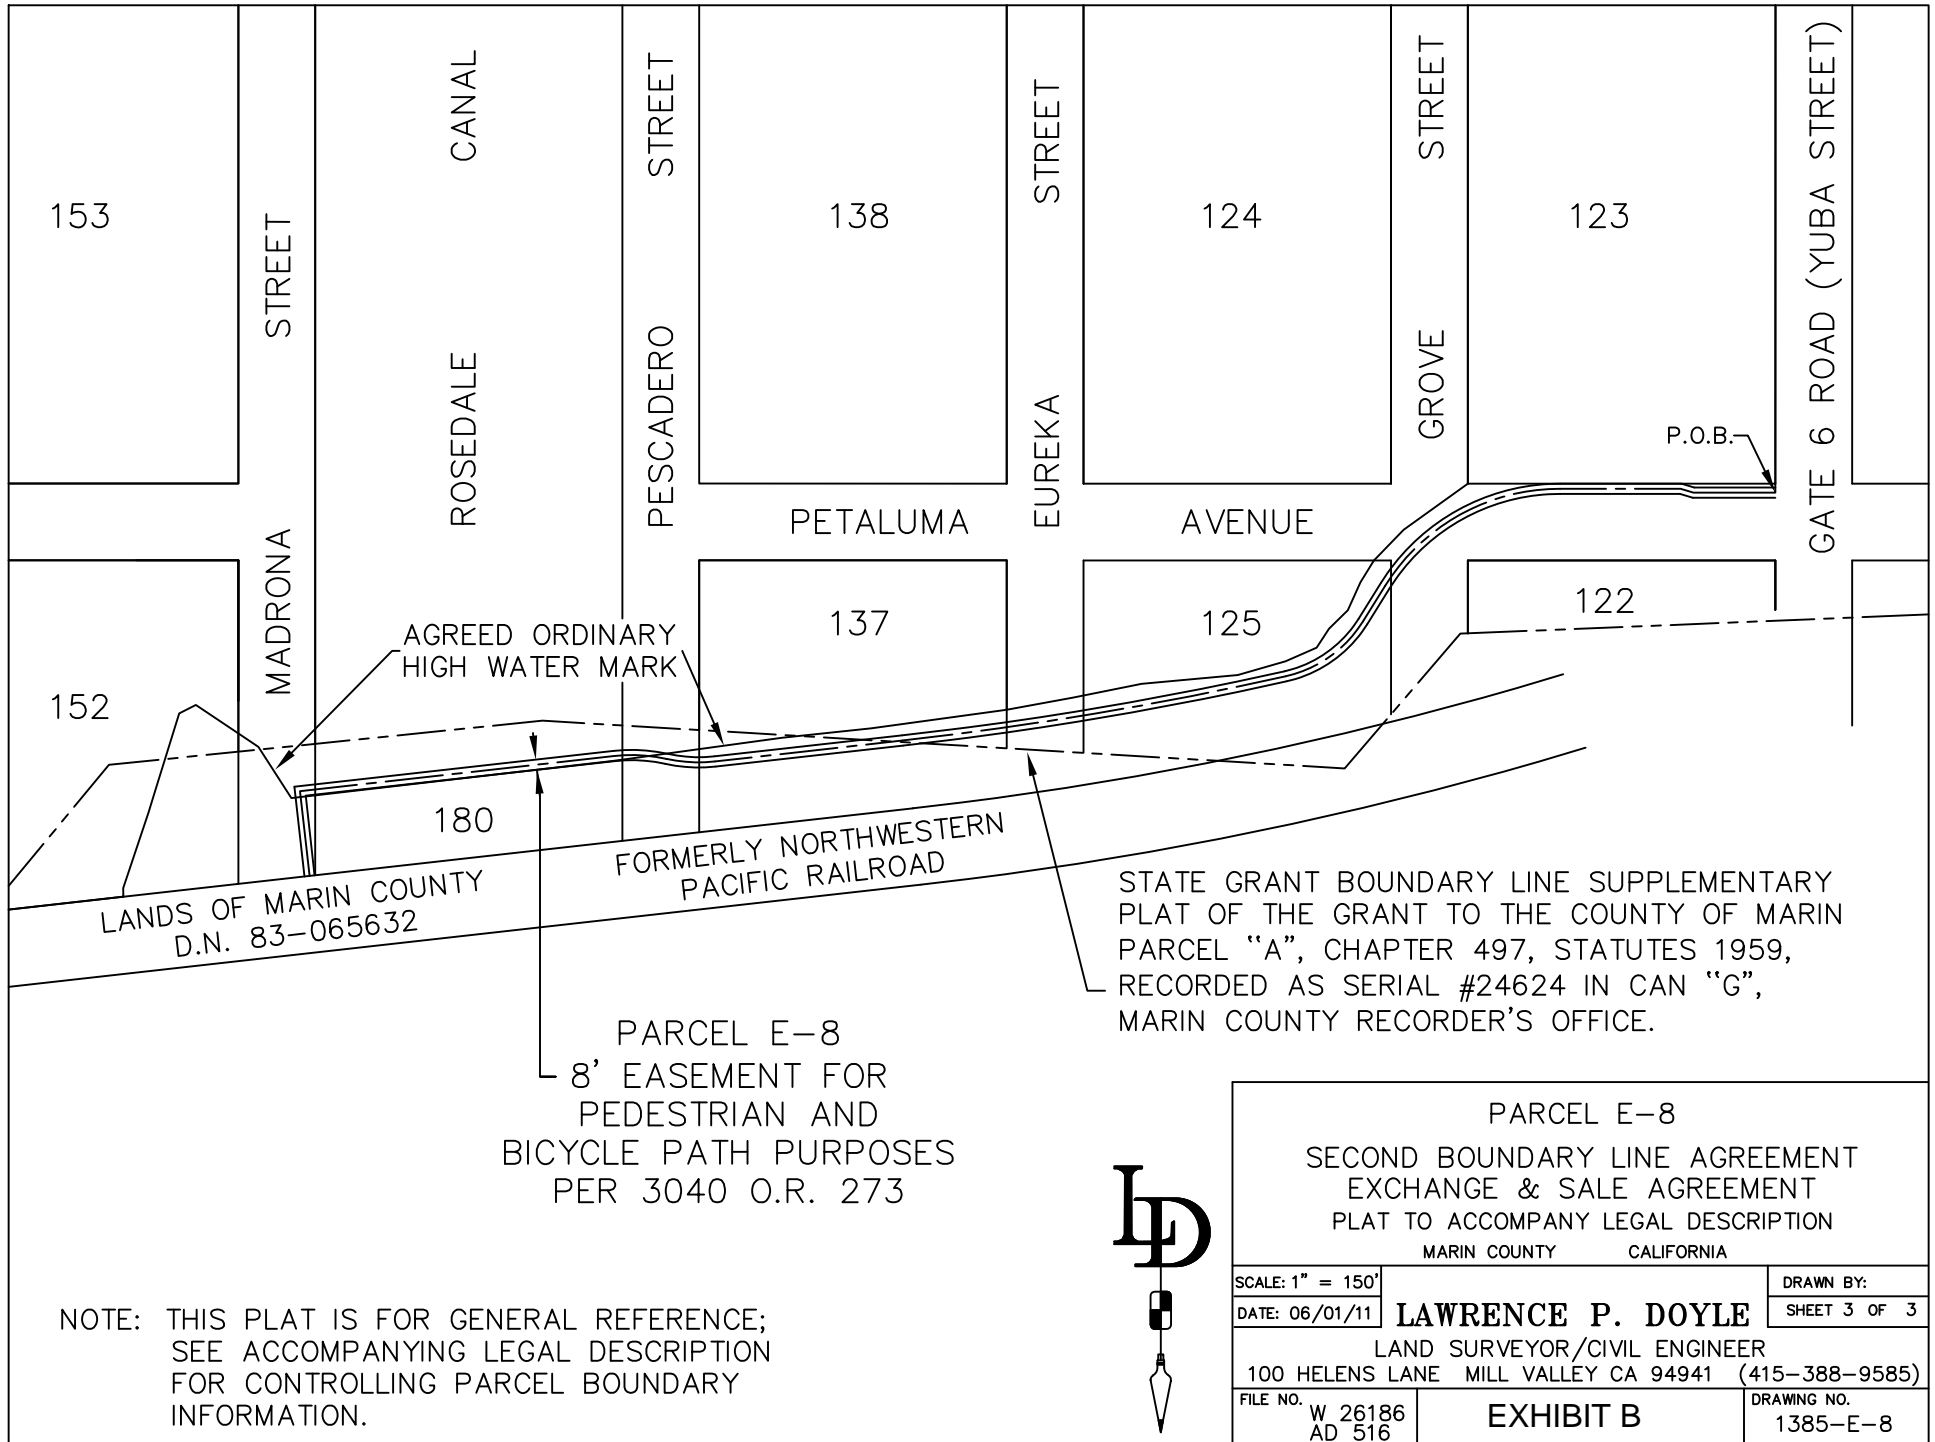 153
MADRONA STREET
ROSEDALE CANAL
PESCADERO STREET
138
EUREKA STREET
124
GROVE STREET
123
GATE 6 ROAD (YUBA STREET)
P.O.B.
PETALUMA AVENUE
152
AGREED ORDINARY
HIGH WATER MARK
137
125
122
180
LANDS OF MARIN COUNTY
D.N. 83-065632
FORMERLY NORTHWESTERN
PACIFIC RAILROAD
STATE GRANT BOUNDARY LINE SUPPLEMENTARY
PLAT OF THE GRANT TO THE COUNTY OF MARIN
PARCEL "A", CHAPTER 497, STATUTES 1959,
RECORDED AS SERIAL #24624 IN CAN "G",
MARIN COUNTY RECORDER'S OFFICE.
PARCEL E-8
8' EASEMENT FOR
PEDESTRIAN AND
BICYCLE PATH PURPOSES
PER 3040 O.R. 273
NOTE: THIS PLAT IS FOR GENERAL REFERENCE;
SEE ACCOMPANYING LEGAL DESCRIPTION
FOR CONTROLLING PARCEL BOUNDARY
INFORMATION.
LD
PARCEL E-8
SECOND BOUNDARY LINE AGREEMENT
EXCHANGE & SALE AGREEMENT
PLAT TO ACCOMPANY LEGAL DESCRIPTION
MARIN COUNTY CALIFORNIA
SCALE: 1" = 150'
DATE: 06/01/11
LAWRENCE P. DOYLE
DRAWN BY:
SHEET 3 OF 3
LAND SURVEYOR/CIVIL ENGINEER
100 HELENS LANE MILL VALLEY CA 94941 (415-388-9585)
FILE NO. W 26186
AD 516
EXHIBIT B
DRAWING NO.
1385-E-8